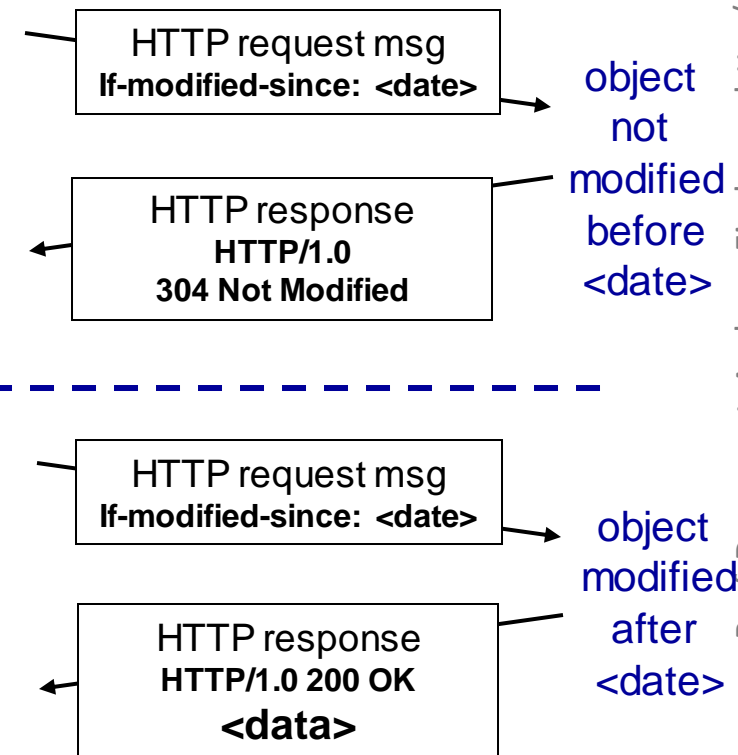 HTTP request msg
If-modified-since: <date>
object
not
modified
before
<date>
HTTP response
HTTP/1.0
304 Not Modified
HTTP request msg
If-modified-since: <date>
object
modified
after
<date>
HTTP response
HTTP/1.0 200 OK
<data>